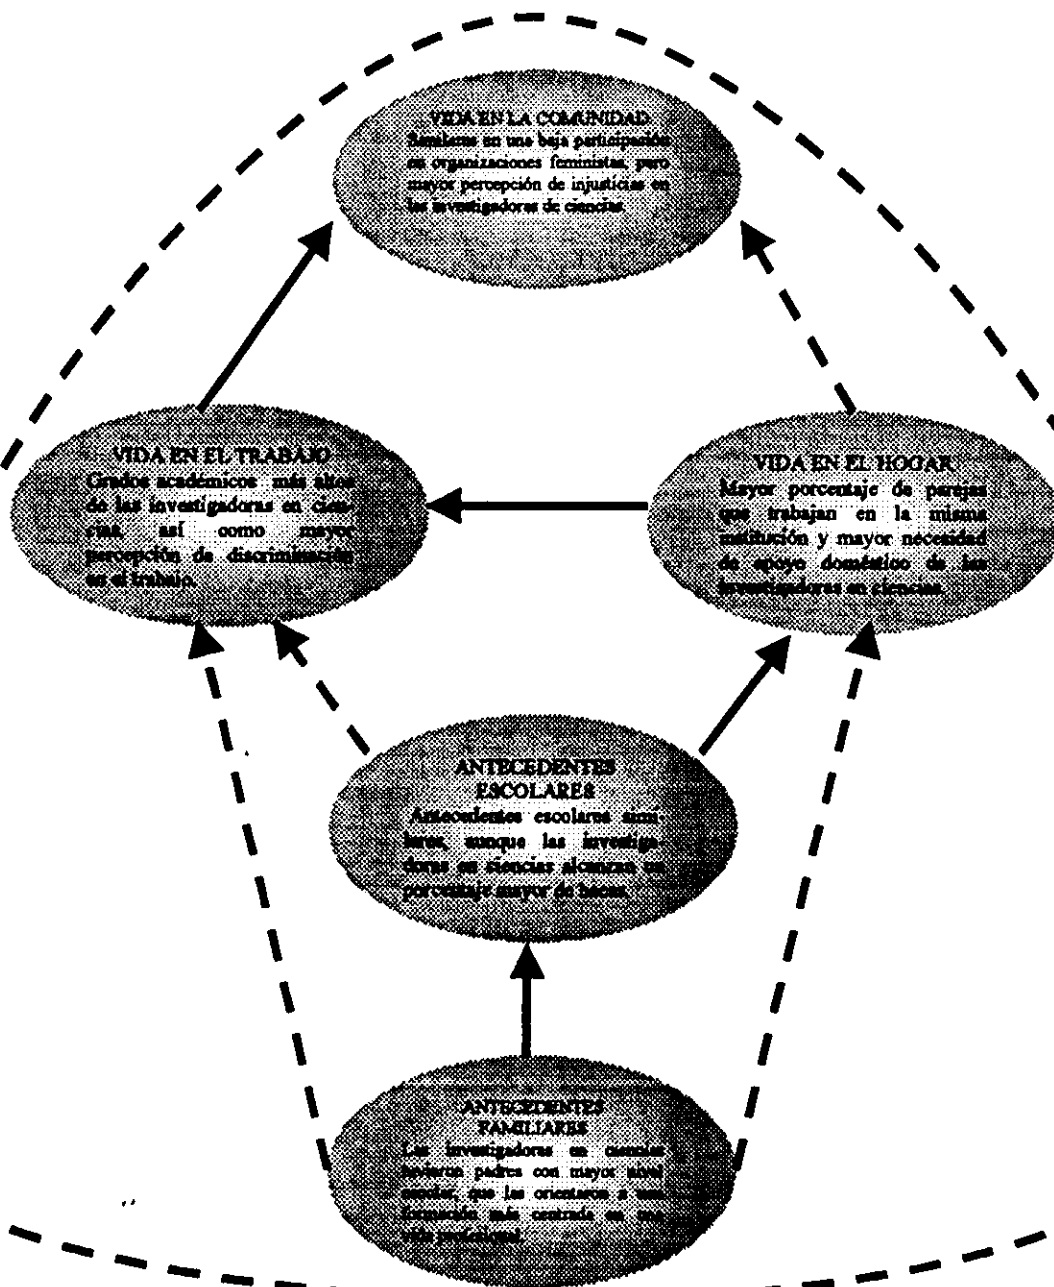 VIDA EN LA COMUNIDAD
Similares en una baja participación
en organizaciones feministas, pero
mayor percepción de injusticias en
las investigadoras de ciencias.
VIDA EN EL TRABAJO
Grados académicos más altos
de las investigadoras en cien-
cias, así como mayor
percepción de discriminación
en el trabajo.
VIDA EN EL HOGAR
Mayor porcentaje de parejas
que trabajan en la misma
institución y mayor necesidad
de apoyo doméstico de las
investigadoras en ciencias.
ANTECEDENTES
ESCOLARES
Antecedentes escolares simi-
lares, aunque las investiga-
doras en ciencias alcanzan un
porcentaje mayor de becas.
ANTECEDENTES
FAMILIARES
Las investigadoras en ciencias
tuvieron padres con mayor nivel
escolar, que las orientaron a una
formación más centrada en una
vida profesional.